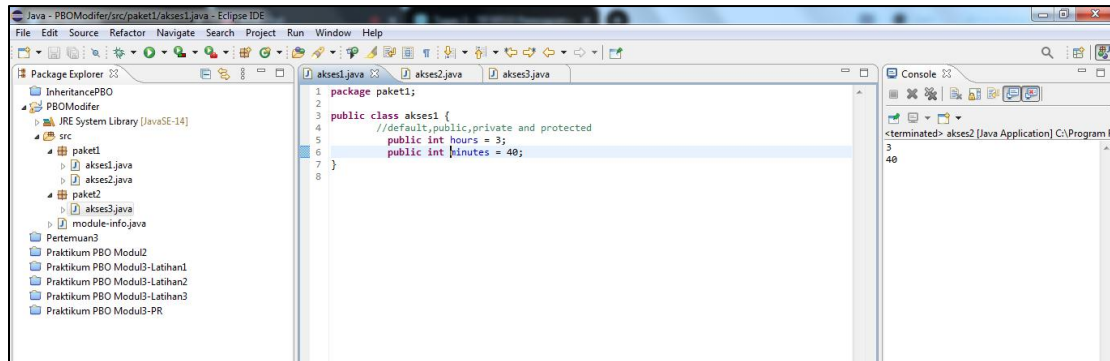 Java - PBOModifer/src/paket1/akses1.java - Eclipse IDE
File Edit Source Refactor Navigate Search Project Run Window Help
Package Explorer
InheritancePBO
PBOModifer
JRE System Library [JavaSE-14]
src
paket1
akses1.java
akses2.java
paket2
akses3.java
module-info.java
Pertemuan3
Praktikum PBO Modul2
Praktikum PBO Modul3-Latihan1
Praktikum PBO Modul3-Latihan2
Praktikum PBO Modul3-Latihan3
Praktikum PBO Modul3-PR
akses1.java akses2.java akses3.java
1 package paket1;
2
3 public class akses1 {
4 //default,public,private and protected
5 public int hours = 3;
6 public int minutes = 40;
7 }
8
Console
<terminated> akses2 [Java Application] C:\Program
3
40